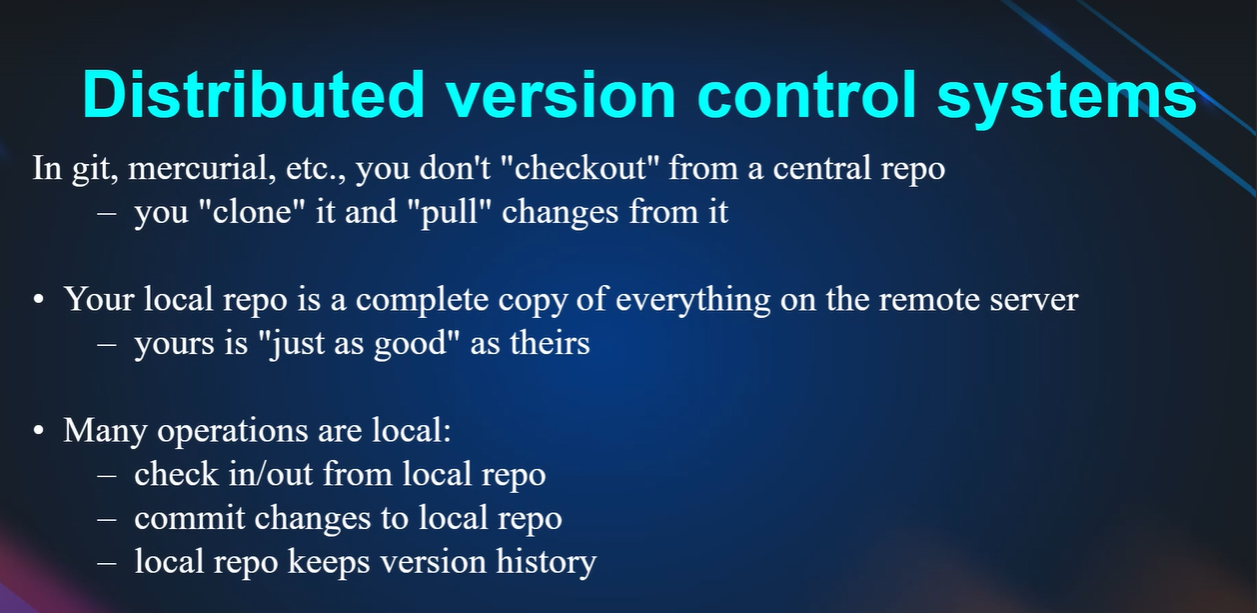 Distributed version control systems
In git, mercurial, etc., you don't "checkout" from a central repo
– you "clone" it and "pull" changes from it
• Your local repo is a complete copy of everything on the remote server
– yours is "just as good" as theirs
• Many operations are local:
– check in/out from local repo
– commit changes to local repo
– local repo keeps version history